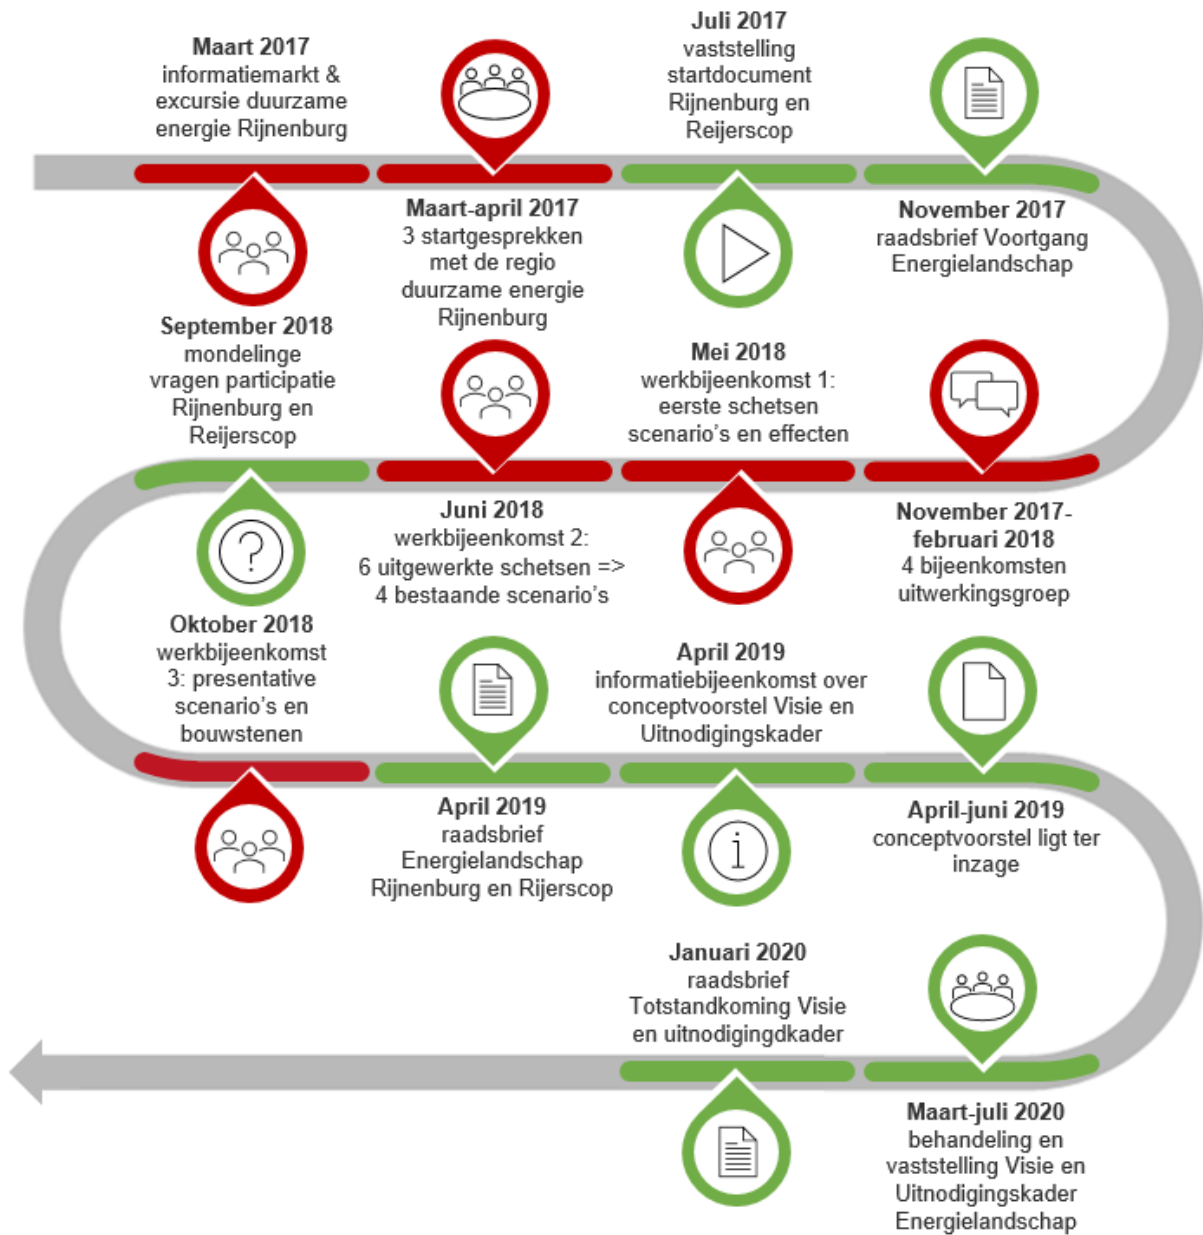 Maart 2017
informatiemarkt &
excursie duurzame
energie Rijnenburg
Maart-april 2017
3 startgesprekken
met de regio
duurzame energie
Rijnenburg
Juli 2017
vaststelling
startdocument
Rijnenburg en
Reijerscop
November 2017
raadsbrief Voortgang
Energielandschap
November 2017-
februari 2018
4 bijeenkomsten
uitwerkingsgroep
Mei 2018
werkbijeenkomst 1:
eerste schetsen
scenario's en effecten
Juni 2018
werkbijeenkomst 2:
6 uitgewerkte schetsen =>
4 bestaande scenario's
September 2018
mondelinge
vragen participatie
Rijnenburg en
Reijerscop
?
Oktober 2018
werkbijeenkomst
3: presentative
scenario's en
bouwstenen
April 2019
raadsbrief
Energielandschap
Rijnenburg en Rijerscop
April 2019
informatiebijeenkomst over
conceptvoorstel Visie en
Uitnodigingskader
i
April-juni 2019
conceptvoorstel ligt ter
inzage
Maart-juli 2020
behandeling en
vaststelling Visie en
Uitnodigingskader
Energielandschap
Januari 2020
raadsbrief
Totstandkoming Visie
en uitnodigingdkader